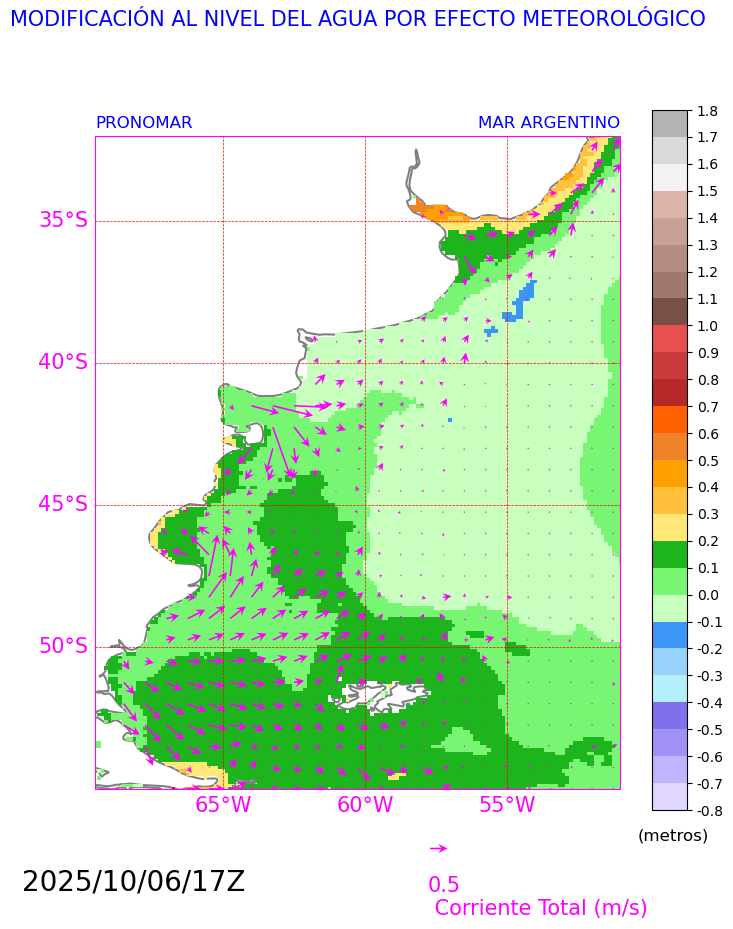 MODIFICACIÓN AL NIVEL DEL AGUA POR EFECTO METEOROLÓGICO
PRONOMAR
MAR ARGENTINO
35°S
40°S
45°S
50°S
65°W
60°W
55°W
1.8
1.7
1.6
1.5
1.4
1.3
1.2
1.1
1.0
0.9
0.8
0.7
0.6
0.5
0.4
0.3
0.2
0.1
0.0
-0.1
-0.2
-0.3
-0.4
-0.5
-0.6
-0.7
-0.8
(metros)
2025/10/06/17Z
0.5
Corriente Total (m/s)